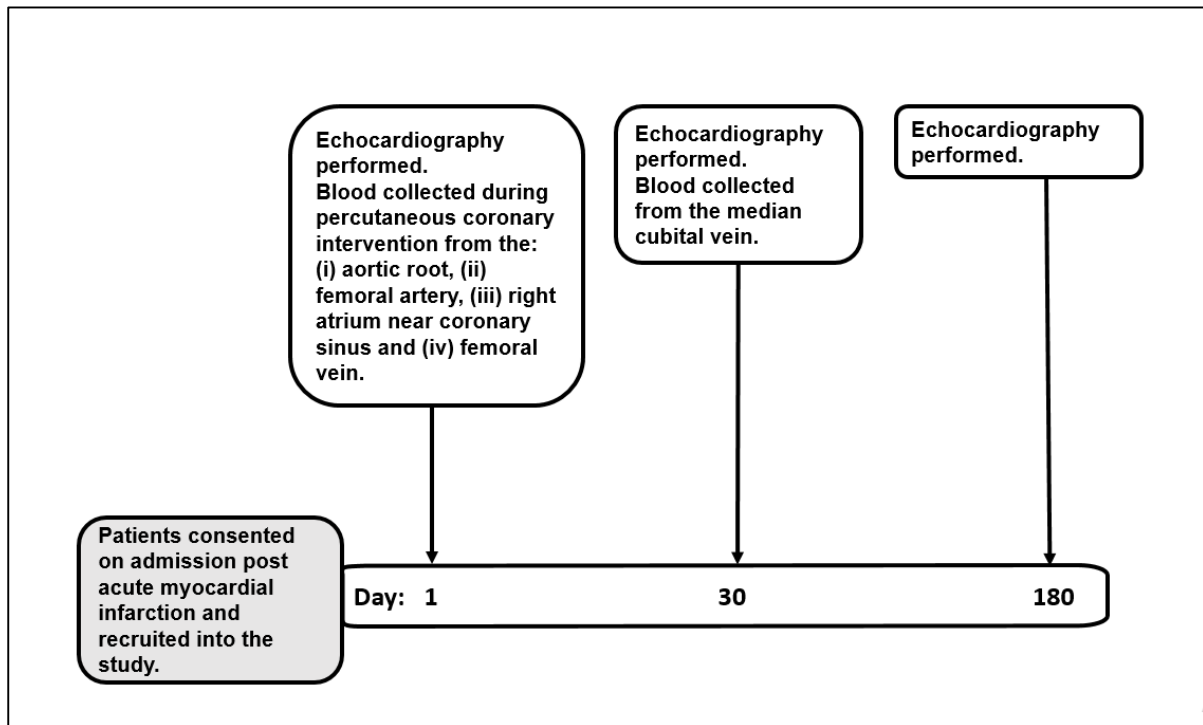 Echocardiography
performed.
Blood collected during
percutaneous coronary
intervention from the:
(i) aortic root, (ii)
femoral artery, (iii) right
atrium near coronary
sinus and (iv) femoral
vein.
Echocardiography
performed.
Blood collected
from the median
cubital vein.
Echocardiography
performed.
Patients consented
on admission post
acute myocardial
infarction and
recruited into the
study.
Day: 1 30 180